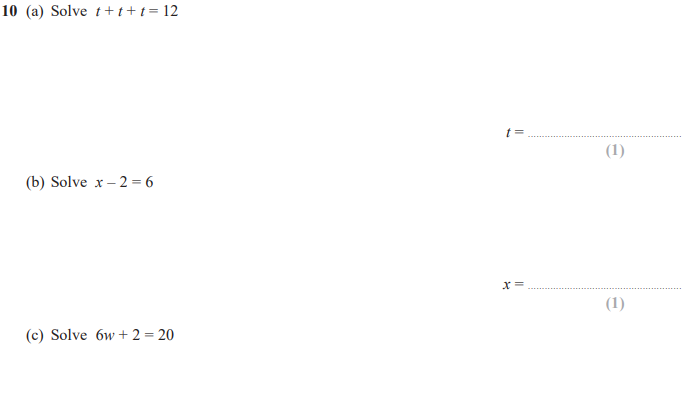 10 (a) Solve t + t + t = 12
t =
(1)
(b) Solve x – 2 = 6
x =
(1)
(c) Solve 6w + 2 = 20